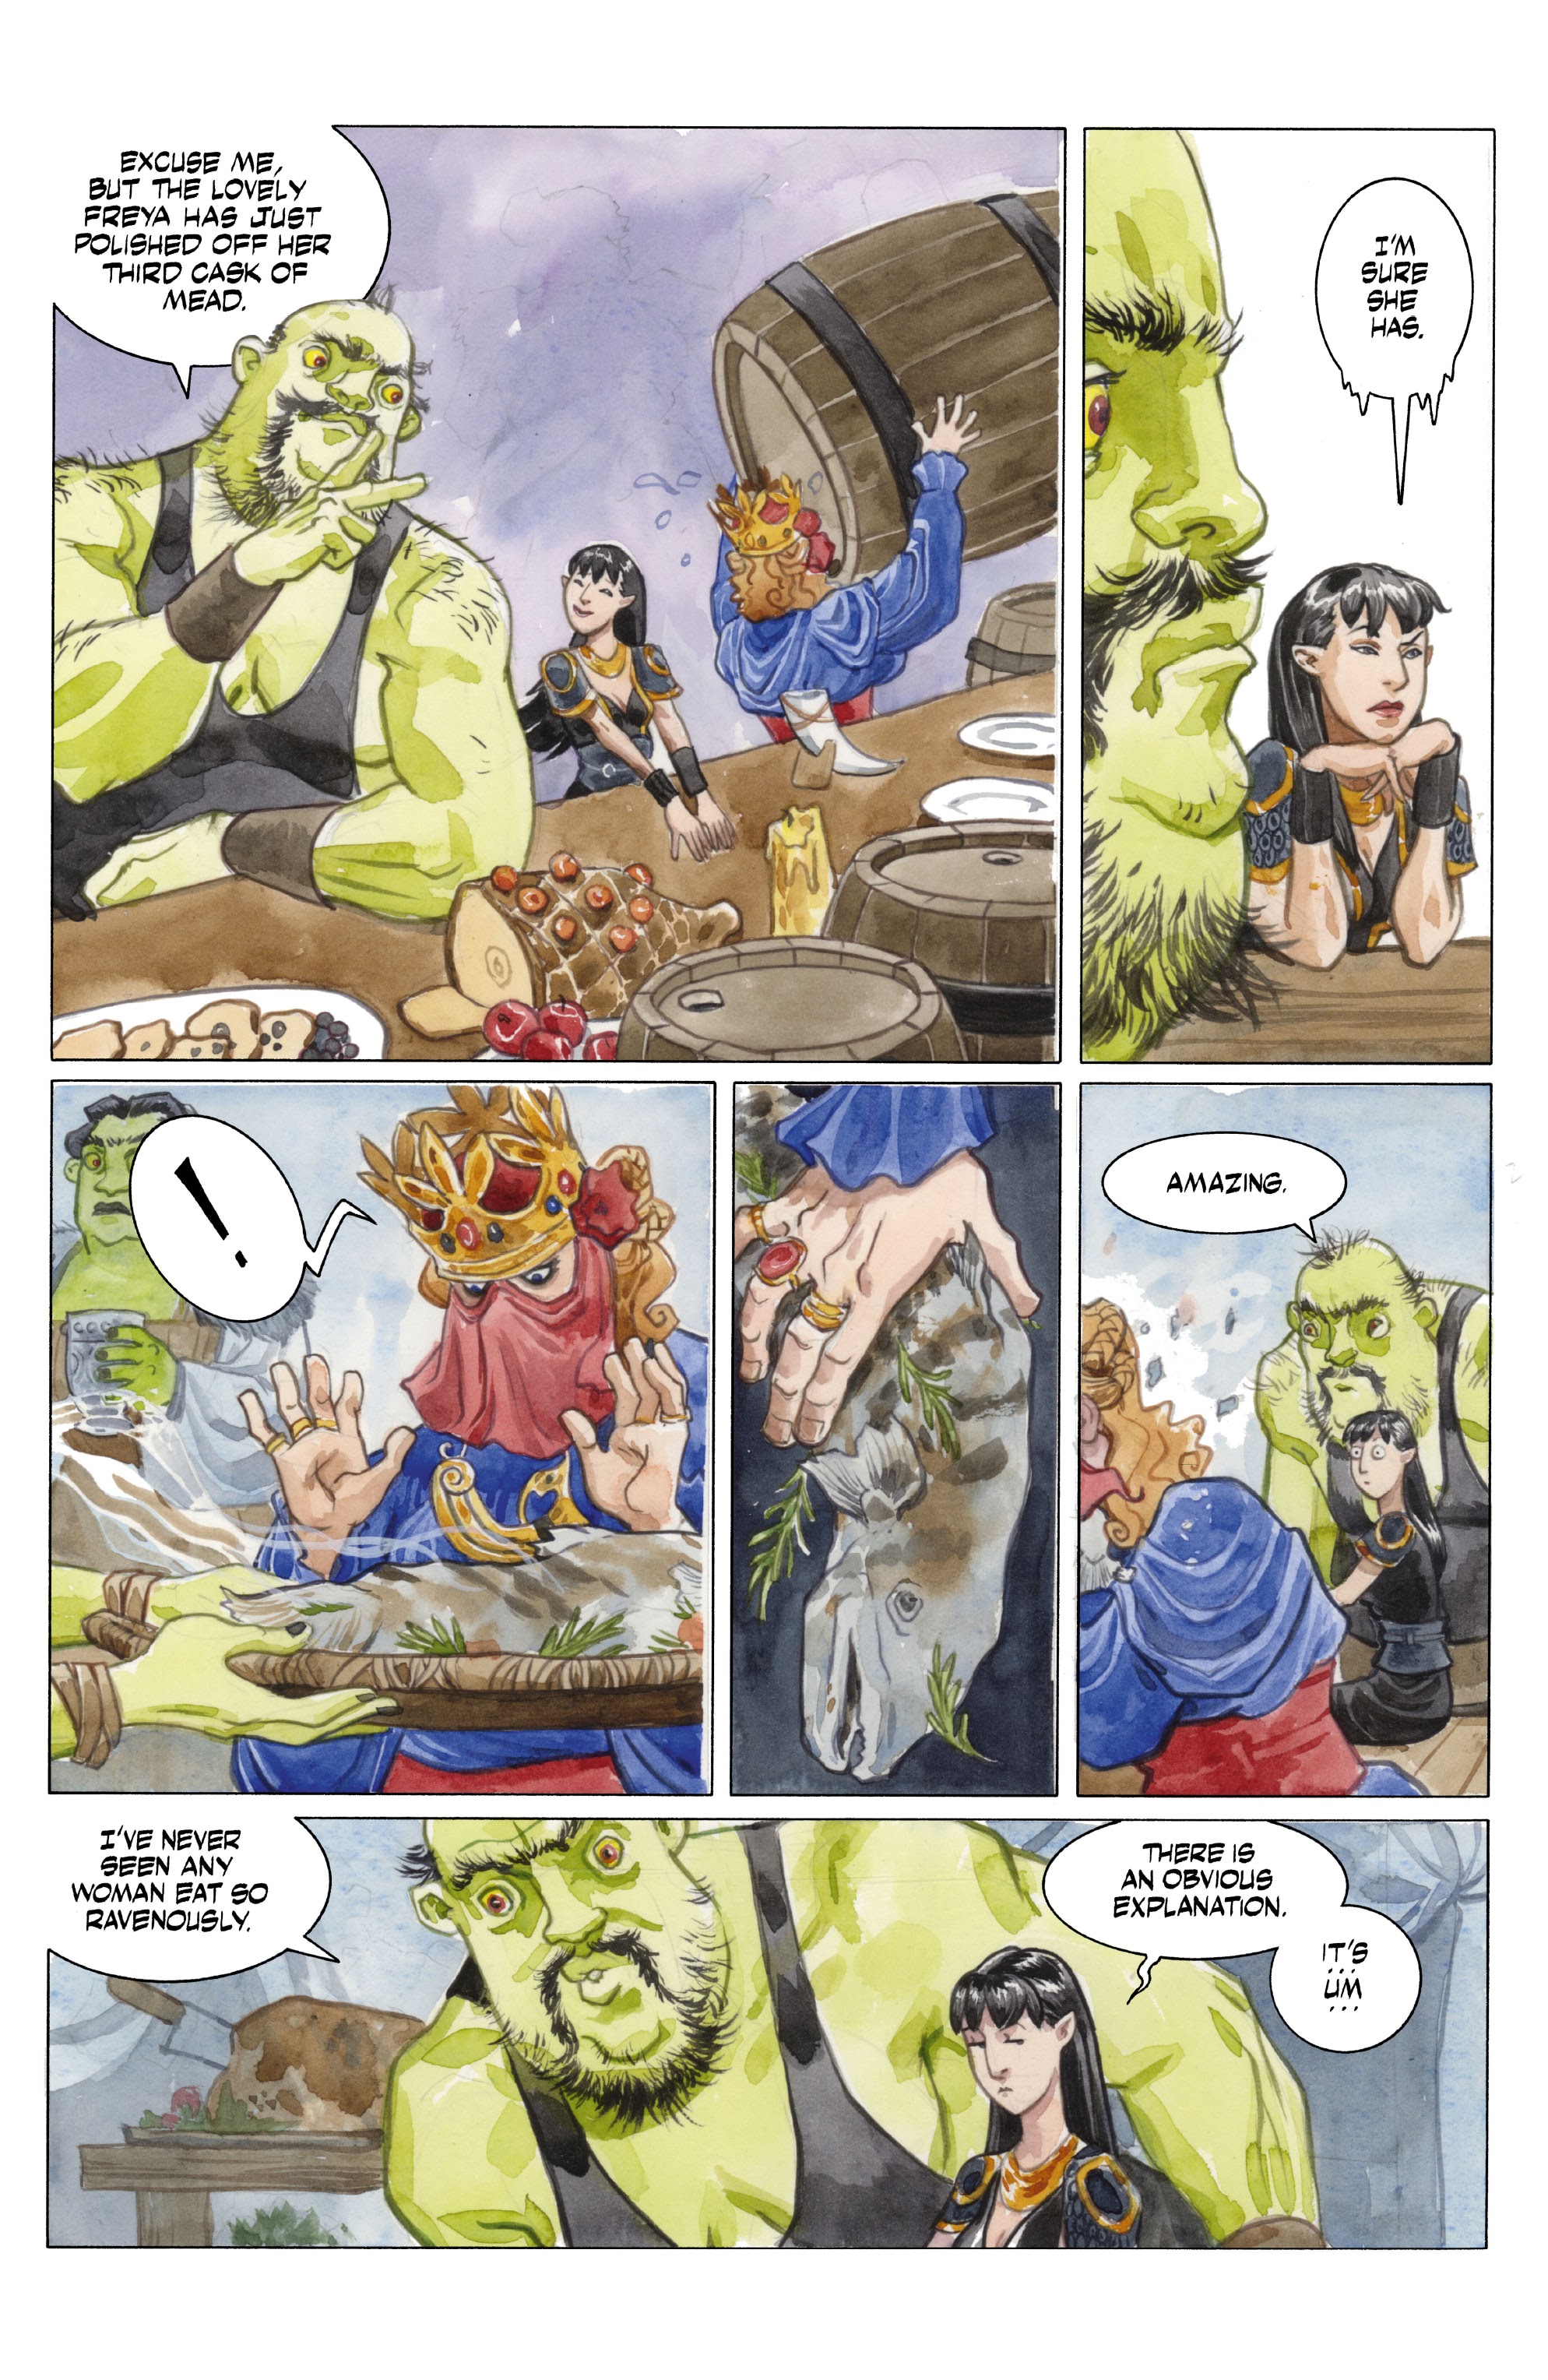 EXCUSE ME,
BUT THE LOVELY
FREYA HAS JUST
POLISHED OFF HER
THIRD CASK OF
MEAD.
I'M
SURE
SHE
HAS.
!
AMAZING.
I'VE NEVER
SEEN ANY
WOMAN EAT SO
RAVENOUSLY.
THERE IS
AN OBVIOUS
EXPLANATION.
IT'S
...
UM
...